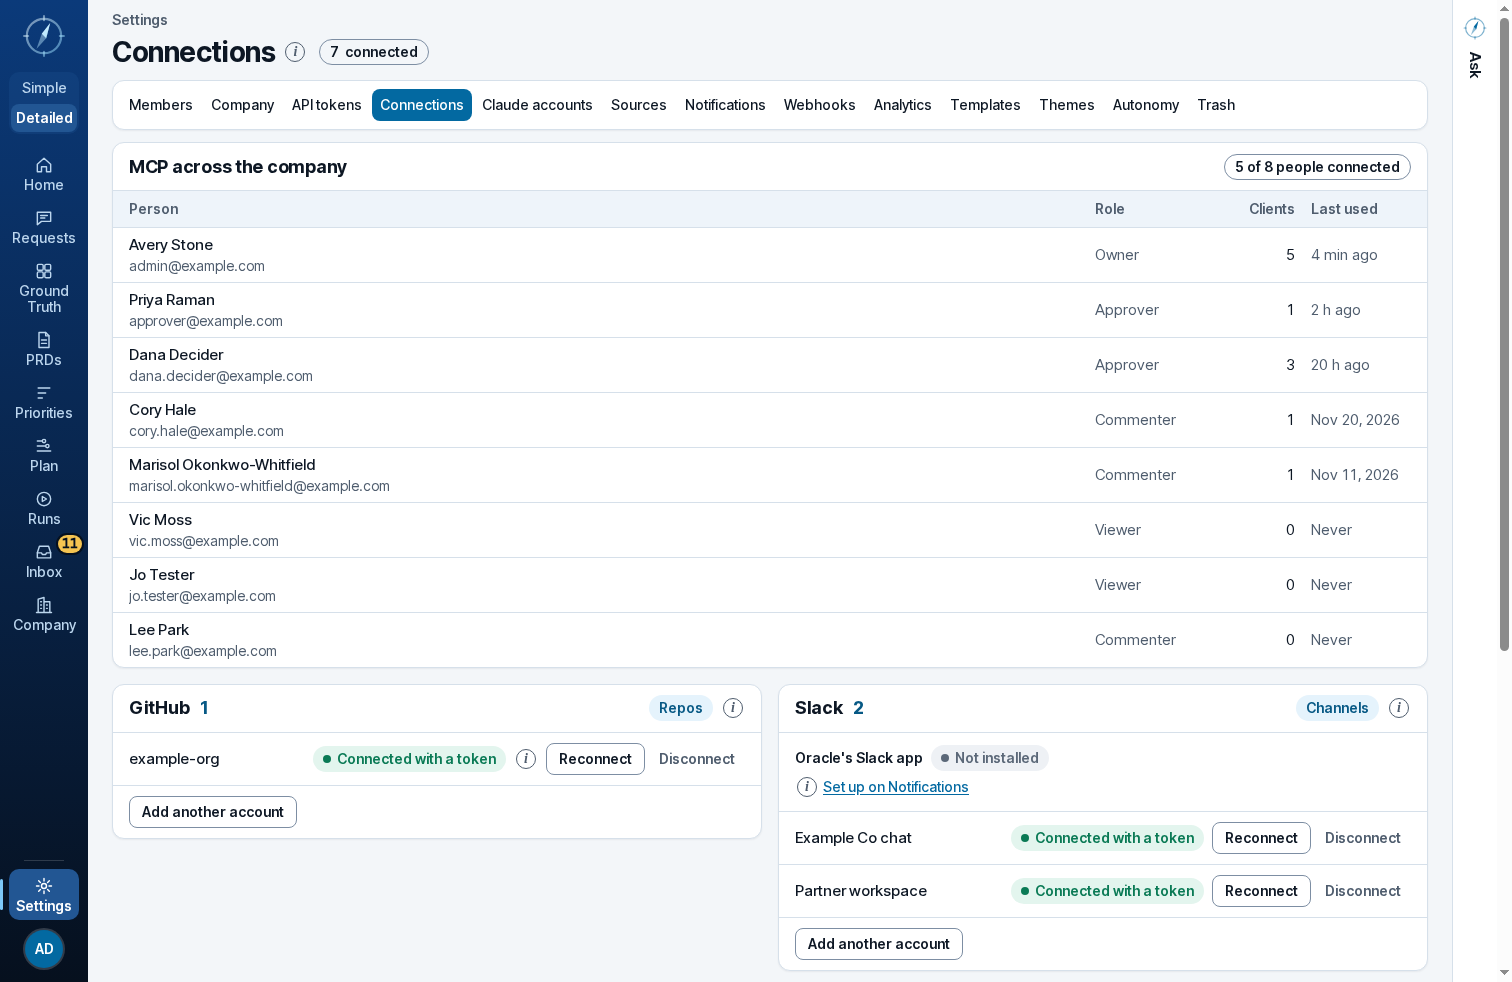 Simple
Detailed
Home
Requests
Ground
Truth
PRDs
Priorities
Plan
Runs
11
Inbox
Company
Settings
AD
Settings
Connections i 7 connected
Members Company API tokens Connections Claude accounts Sources Notifications Webhooks Analytics Templates Themes Autonomy Trash
MCP across the company 5 of 8 people connected
Person Role Clients Last used
Avery Stone
admin@example.com
Owner 5 4 min ago
Priya Raman
approver@example.com
Approver 1 2 h ago
Dana Decider
dana.decider@example.com
Approver 3 20 h ago
Cory Hale
cory.hale@example.com
Commenter 1 Nov 20, 2026
Marisol Okonkwo-Whitfield
marisol.okonkwo-whitfield@example.com
Commenter 1 Nov 11, 2026
Vic Moss
vic.moss@example.com
Viewer 0 Never
Jo Tester
jo.tester@example.com
Viewer 0 Never
Lee Park
lee.park@example.com
Commenter 0 Never
GitHub 1 Repos i
example-org Connected with a token i Reconnect Disconnect
Add another account
Slack 2 Channels i
Oracle's Slack app Not installed
i Set up on Notifications
Example Co chat Connected with a token Reconnect Disconnect
Partner workspace Connected with a token Reconnect Disconnect
Add another account
Ask